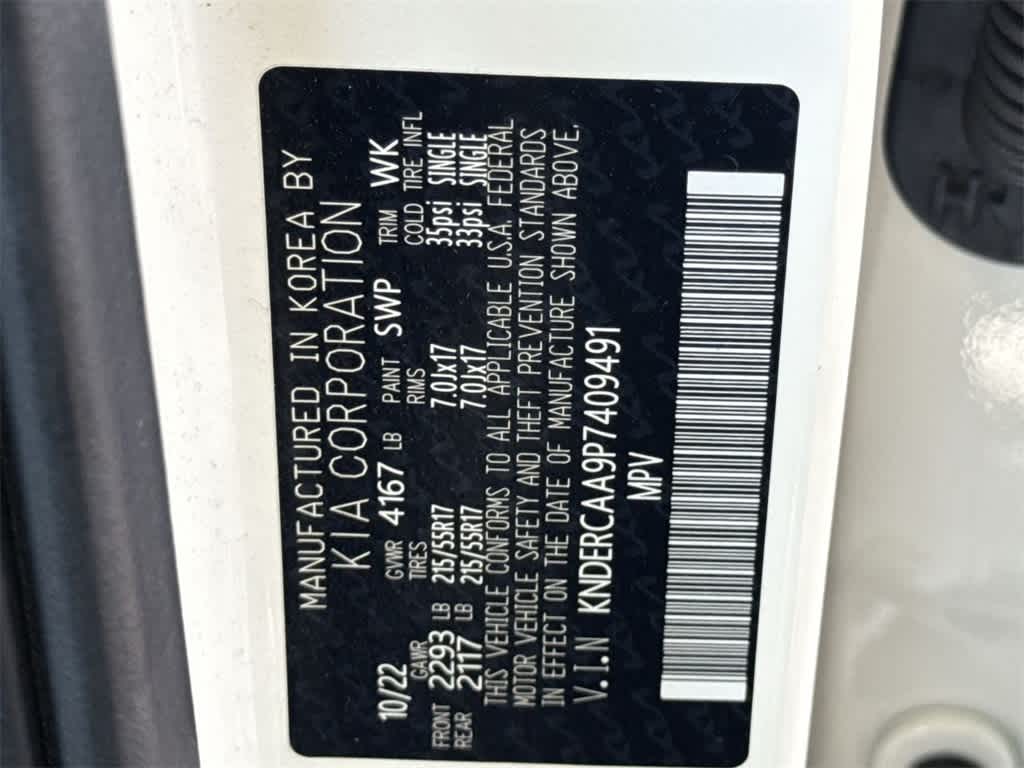 MANUFACTURED IN KOREA BY
KIA CORPORATION
10/22 GVWR 4167 LB PAINT SWP TRIM WK
GAWR TIRES RIMS COLD TIRE INFL
FRONT 2293 LB 215/55R17 7.0Jx17 35psi SINGLE
REAR 2117 LB 215/55R17 7.0Jx17 33psi SINGLE
THIS VEHICLE CONFORMS TO ALL APPLICABLE U.S.A. FEDERAL
MOTOR VEHICLE SAFETY AND THEFT PREVENTION STANDARDS
IN EFFECT ON THE DATE OF MANUFACTURE SHOWN ABOVE.
V.I.N KNDERCAA9P7409491
MPV